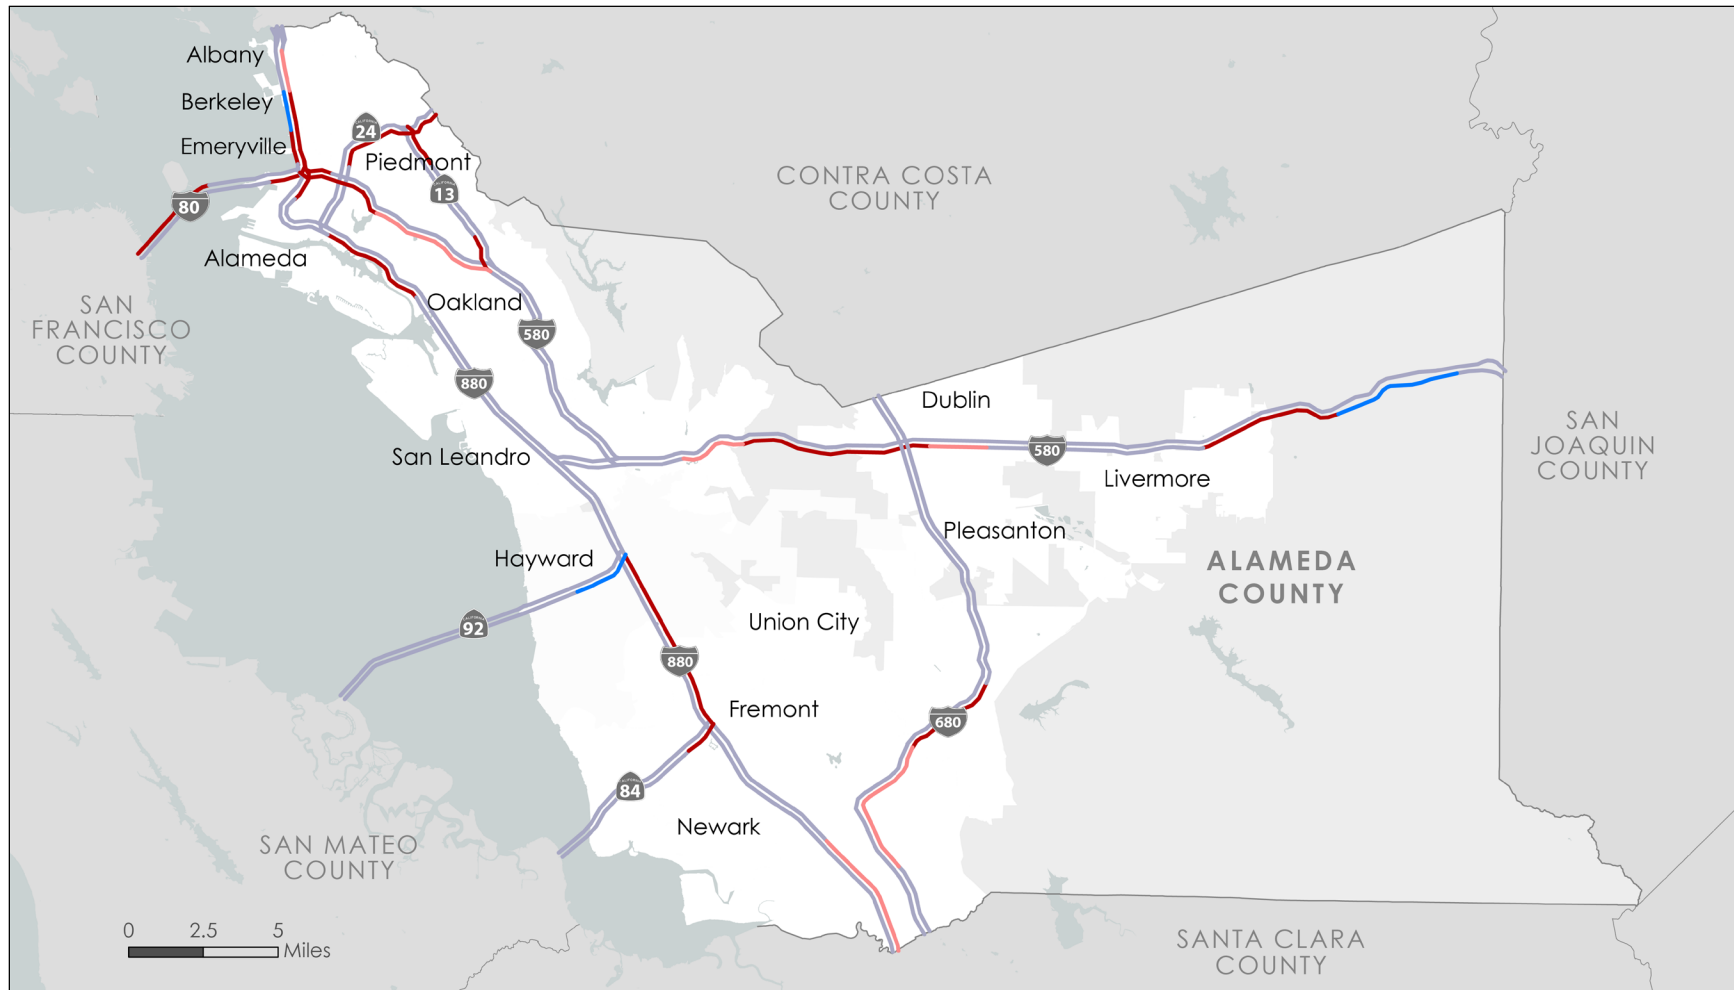 Albany
Berkeley
Emeryville
24
Piedmont
13
80
CONTRA COSTA
COUNTY
Alameda
Oakland
SAN
FRANCISCO
COUNTY
580
880
Dublin
San Leandro
580
Livermore
SAN
JOAQUIN
COUNTY
Pleasanton
Hayward
ALAMEDA
COUNTY
92
Union City
880
Fremont
680
84
Newark
SAN MATEO
COUNTY
0 2.5 5
Miles
SANTA CLARA
COUNTY